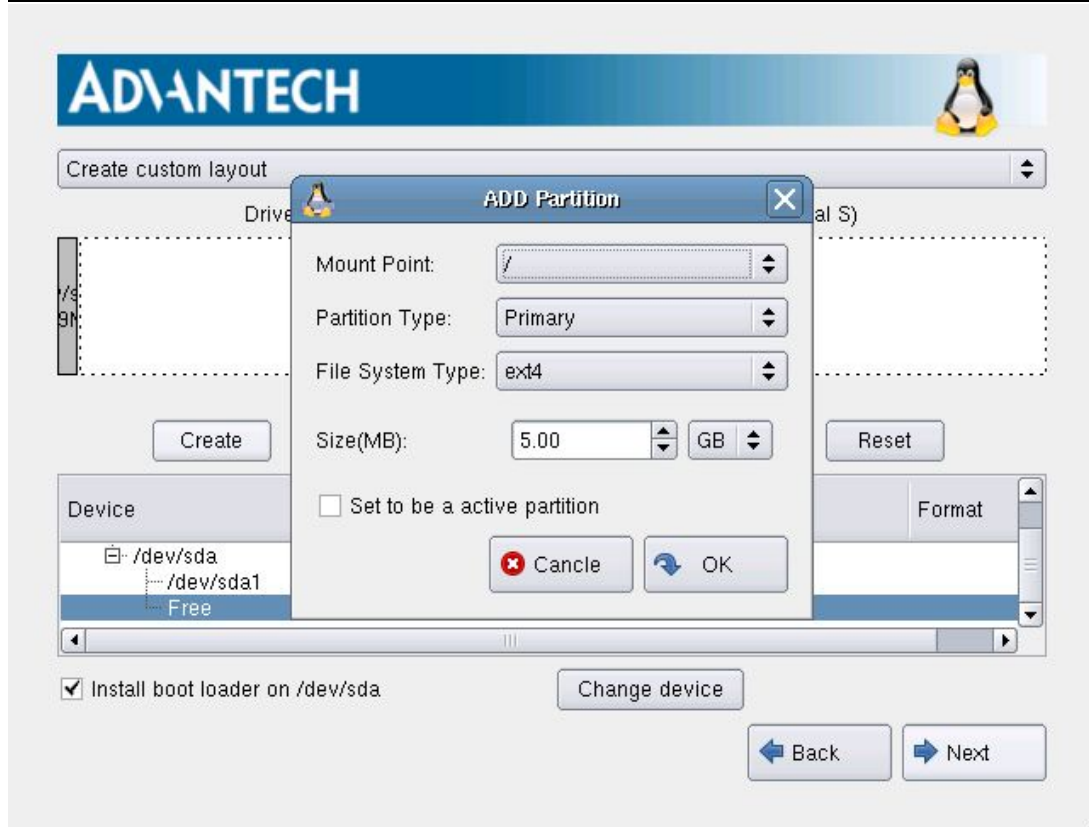 ADVANTECH
Create custom layout
ADD Partition
Drive
al S)
Mount Point: /
Partition Type: Primary
File System Type: ext4
Size(MB): 5.00 GB
Create
Reset
Set to be a active partition
Device
Format
Cancle OK
/dev/sda
/dev/sda1
Free
Install boot loader on /dev/sda
Change device
Back
Next